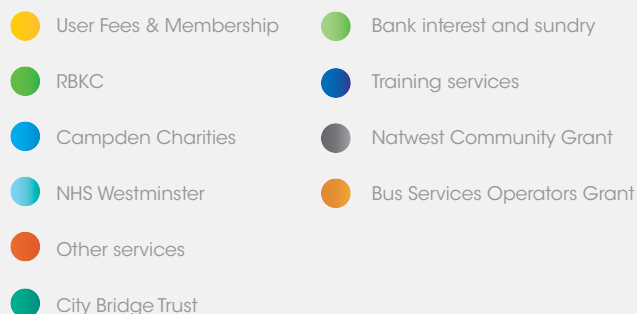 User Fees & Membership
RBKC
Campden Charities
NHS Westminster
Other services
City Bridge Trust
Bank interest and sundry
Training services
Natwest Community Grant
Bus Services Operators Grant